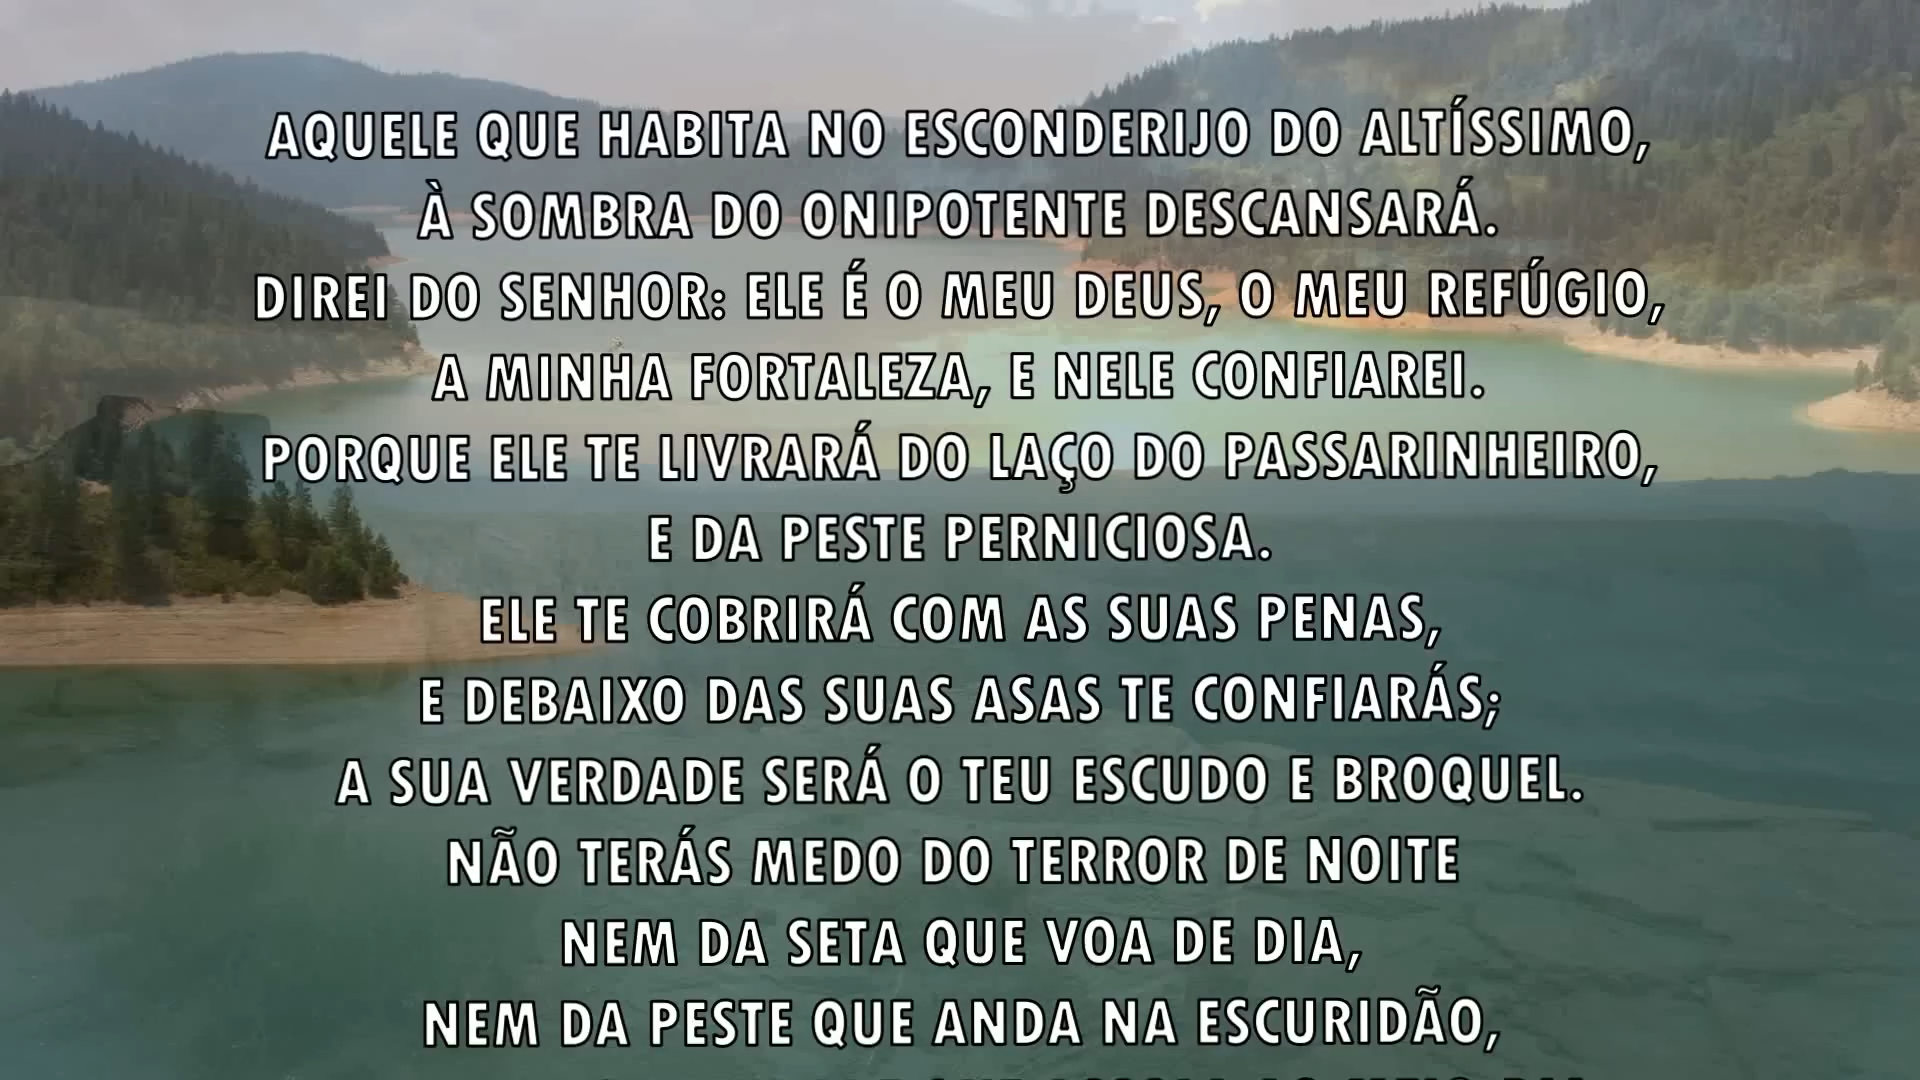 AQUELE QUE HABITA NO ESCONDERIJO DO ALTÍSSIMO,
À SOMBRA DO ONIPOTENTE DESCANSARÁ.
DIREI DO SENHOR: ELE É O MEU DEUS, O MEU REFÚGIO,
A MINHA FORTALEZA, E NELE CONFIAREI.
PORQUE ELE TE LIVRARÁ DO LAÇO DO PASSARINHEIRO,
E DA PESTE PERNICIOSA.
ELE TE COBRIRÁ COM AS SUAS PENAS,
E DEBAIXO DAS SUAS ASAS TE CONFIARÁS;
A SUA VERDADE SERÁ O TEU ESCUDO E BROQUEL.
NÃO TERÁS MEDO DO TERROR DE NOITE
NEM DA SETA QUE VOA DE DIA,
NEM DA PESTE QUE ANDA NA ESCURIDÃO,